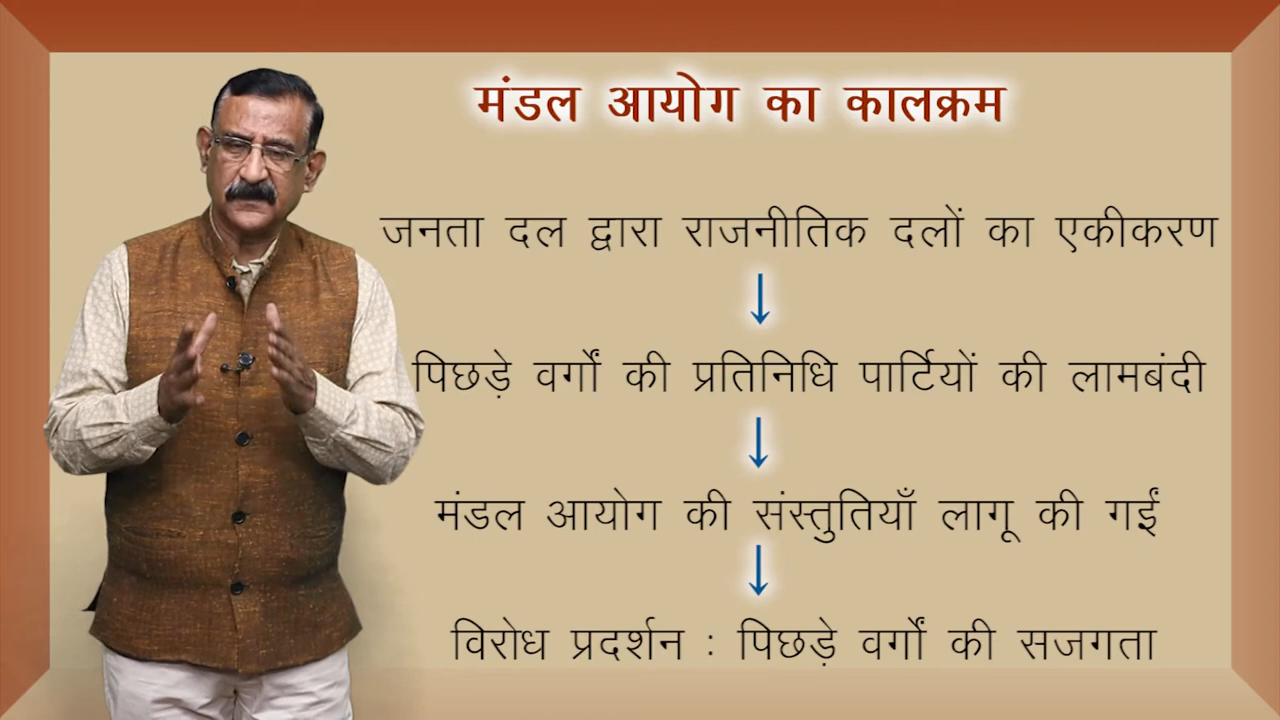 मंडल आयोग का कालक्रम
जनता दल द्वारा राजनीतिक दलों का एकीकरण
पिछड़े वर्गों की प्रतिनिधि पार्टियों की लामबंदी
मंडल आयोग की संस्तुतियाँ लागू की गईं
विरोध प्रदर्शन : पिछड़े वर्गों की सजगता